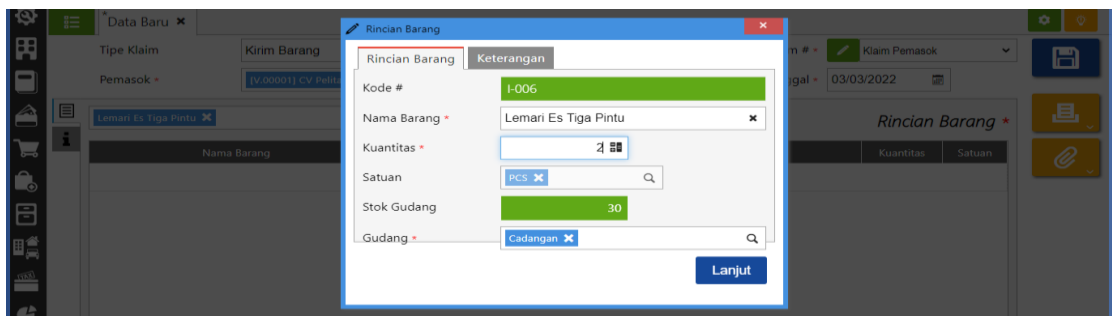 *Data Baru ×
Tipe Klaim Kirim Barang m # * Klaim Pemasok
Pemasok * [V.00001] CV Pelita ggal * 03/03/2022
Lemari Es Tiga Pintu × Rincian Barang *
Nama Barang Kuantitas Satuan
Rincian Barang ×
Rincian Barang Keterangan
Kode # I-006
Nama Barang * Lemari Es Tiga Pintu ×
Kuantitas * 2
Satuan PCS ×
Stok Gudang 30
Gudang * Cadangan ×
Lanjut